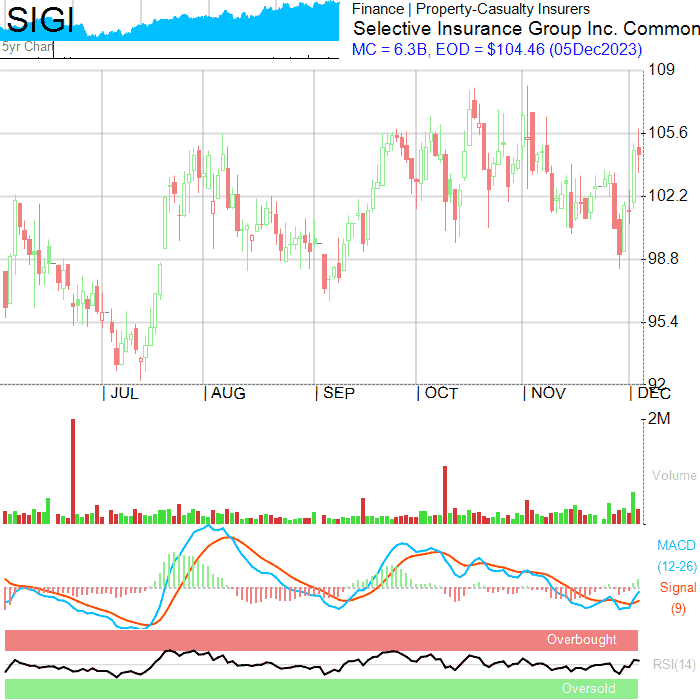 SIGI
5yr Chart
Finance | Property-Casualty Insurers
Selective Insurance Group Inc. Common
MC = 6.3B, EOD = $104.46 (05Dec2023)
109
105.6
102.2
98.8
95.4
92
| JUL | AUG | SEP | OCT | NOV | DEC
2M
Volume
MACD
(12-26)
Signal
(9)
Overbought
RSI(14)
Oversold